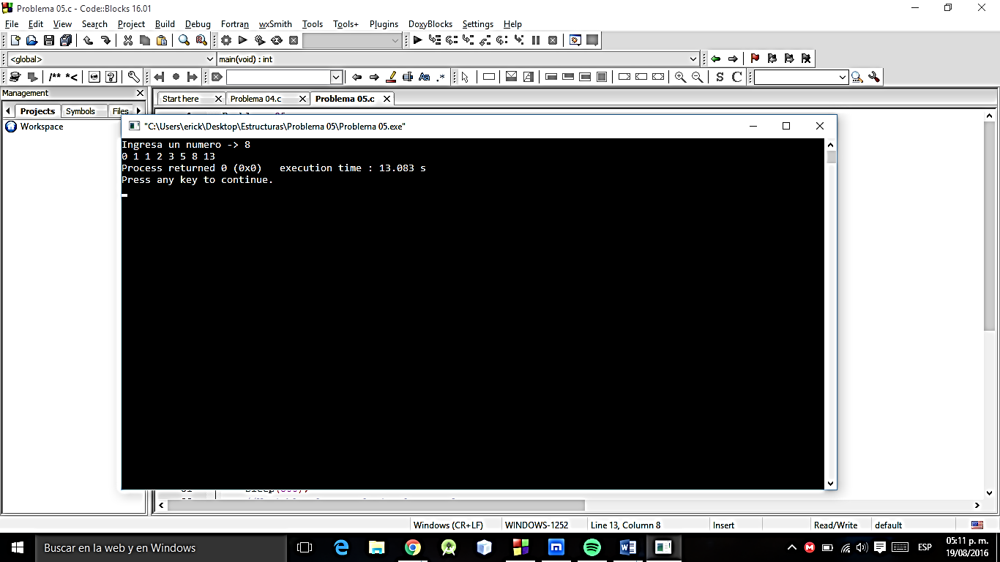 Problema 05.c - Code::Blocks 16.01
File Edit View Search Project Build Debug Fortran wxSmith Tools Tools+ Plugins DoxyBlocks Settings Help
<global> main(void) : int
/** *< S C
Management
Projects Symbols Files
Workspace
Start here Problema 04.c Problema 05.c
"C:\Users\erick\Desktop\Estructuras\Problema 05\Problema 05.exe"
Ingresa un numero -> 8
0 1 1 2 3 5 8 13
Process returned 0 (0x0) execution time : 13.083 s
Press any key to continue.
Windows (CR+LF) WINDOWS-1252 Line 13, Column 8 Insert Read/Write default
Buscar en la web y en Windows
ESP
05:11 p. m.
19/08/2016